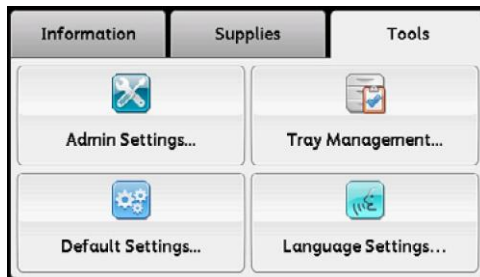 Information
Supplies
Tools
Admin Settings...
Tray Management...
Default Settings...
Language Settings...